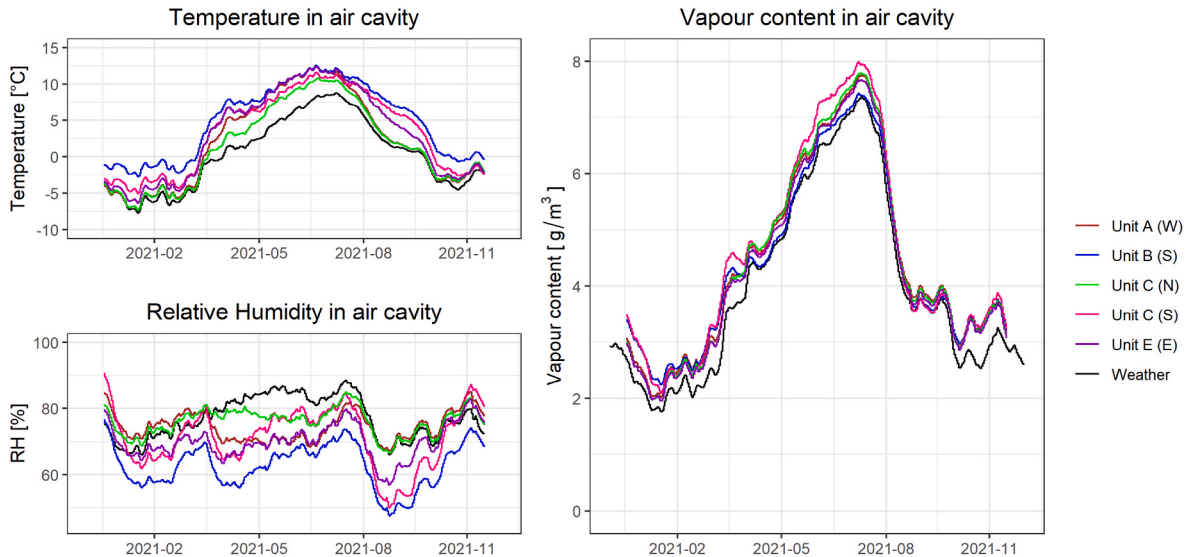 Temperature in air cavity
Temperature [°C]
15
10
5
0
-5
-10
2021-02 2021-05 2021-08 2021-11
Relative Humidity in air cavity
RH [%]
100
80
60
2021-02 2021-05 2021-08 2021-11
Vapour content in air cavity
Vapour content [ g/m³ ]
8
6
4
2
0
2021-02 2021-05 2021-08 2021-11
Unit A (W)
Unit B (S)
Unit C (N)
Unit C (S)
Unit E (E)
Weather